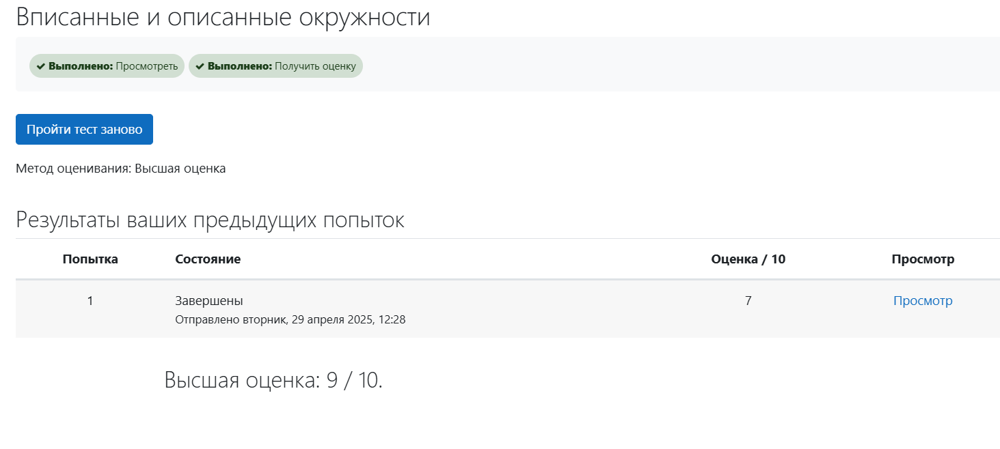 Вписанные и описанные окружности
Выполнено: Просмотреть Выполнено: Получить оценку
Пройти тест заново
Метод оценивания: Высшая оценка
Результаты ваших предыдущих попыток
Попытка Состояние Оценка / 10 Просмотр
1 Завершены 7 Просмотр
Отправлено вторник, 29 апреля 2025, 12:28
Высшая оценка: 9 / 10.